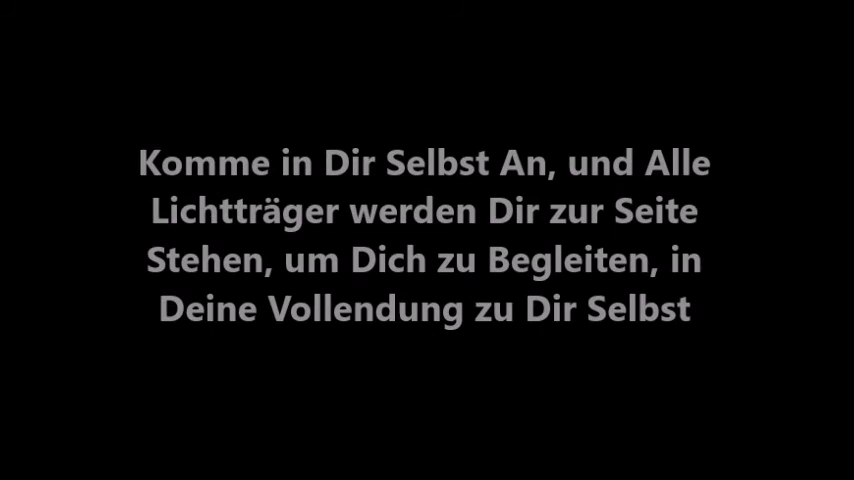 Komme in Dir Selbst An, und Alle
Lichtträger werden Dir zur Seite
Stehen, um Dich zu Begleiten, in
Deine Vollendung zu Dir Selbst